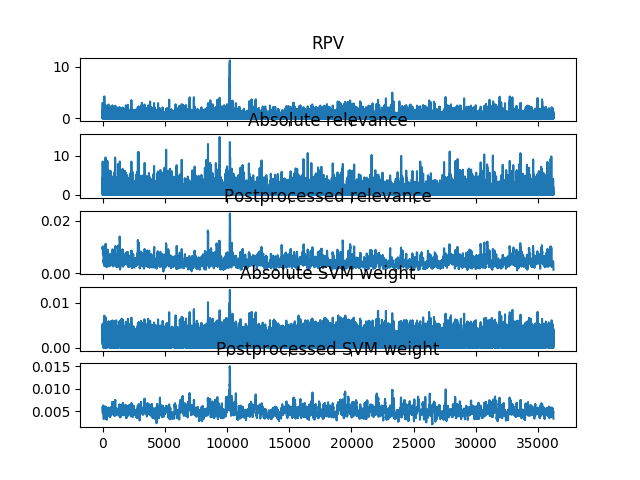 RPV
10
0
Absolute relevance
10
0
Postprocessed relevance
0.02
0.00
Absolute SVM weight
0.01
0.00
Postprocessed SVM weight
0.015
0.010
0.005
0 5000 10000 15000 20000 25000 30000 35000